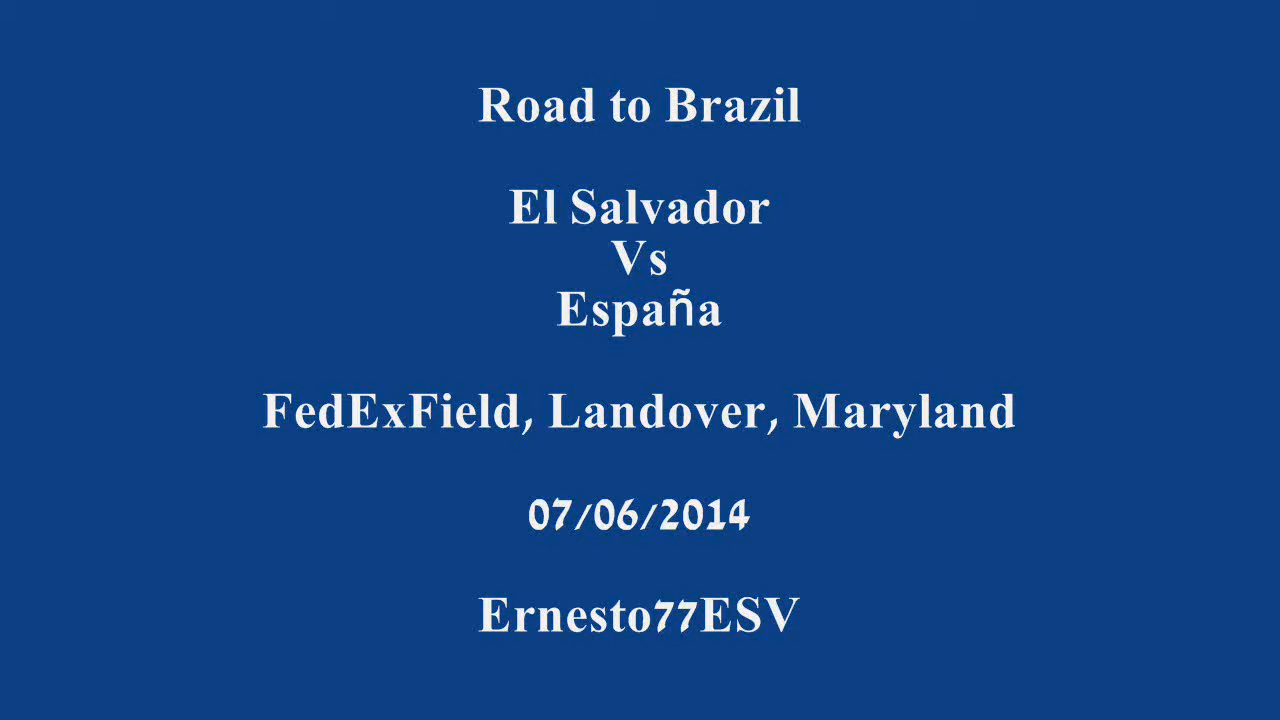 Road to Brazil
El Salvador
Vs
España
FedExField, Landover, Maryland
07/06/2014
Ernesto77ESV